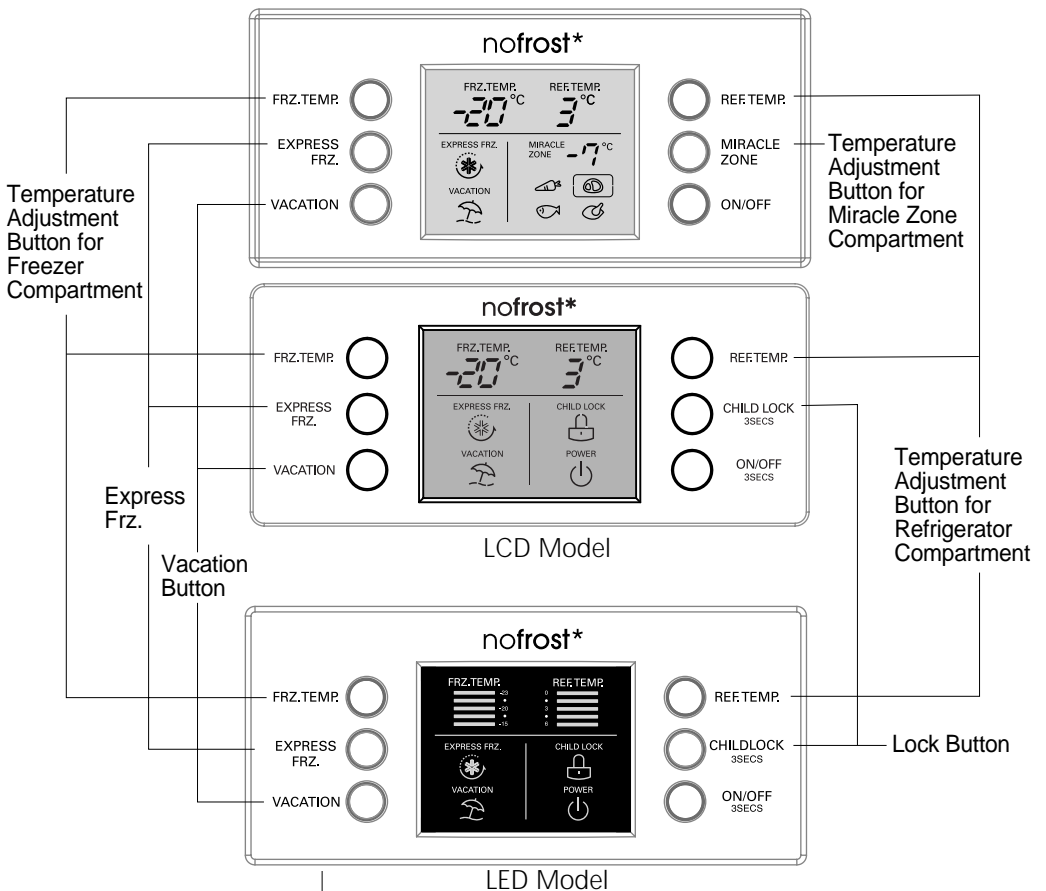 nofrost*
FRZ.TEMP.
EXPRESS
FRZ.
VACATION
FRZ.TEMP. REF.TEMP.
-20°C 3°C
EXPRESS FRZ.
MIRACLE
ZONE -7°C
VACATION
REF.TEMP.
MIRACLE
ZONE
ON/OFF
Temperature
Adjustment
Button for
Freezer
Compartment
Temperature
Adjustment
Button for
Miracle Zone
Compartment
nofrost*
FRZ.TEMP.
EXPRESS
FRZ.
VACATION
FRZ.TEMP. REF.TEMP.
-20°C 3°C
EXPRESS FRZ. CHILD LOCK
VACATION POWER
REF.TEMP.
CHILD LOCK
3SECS
ON/OFF
3SECS
LCD Model
Express
Frz.
Vacation
Button
Temperature
Adjustment
Button for
Refrigerator
Compartment
nofrost*
FRZ.TEMP.
EXPRESS
FRZ.
VACATION
FRZ.TEMP. REF.TEMP.
-23 0
-20 3
-15 6
EXPRESS FRZ. CHILD LOCK
VACATION POWER
REF.TEMP.
CHILDLOCK
3SECS
ON/OFF
3SECS
Lock Button
LED Model